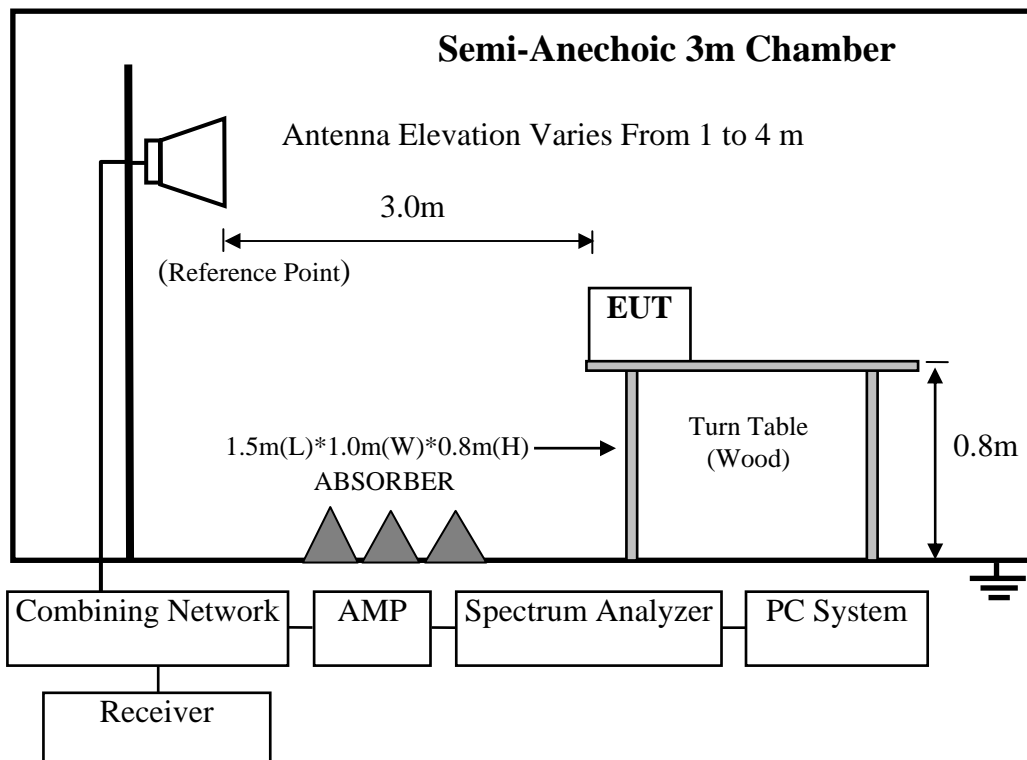 Semi-Anechoic 3m Chamber
Antenna Elevation Varies From 1 to 4 m
3.0m
(Reference Point)
EUT
1.5m(L)*1.0m(W)*0.8m(H)
ABSORBER
Turn Table
(Wood)
0.8m
Combining Network
AMP
Spectrum Analyzer
PC System
Receiver